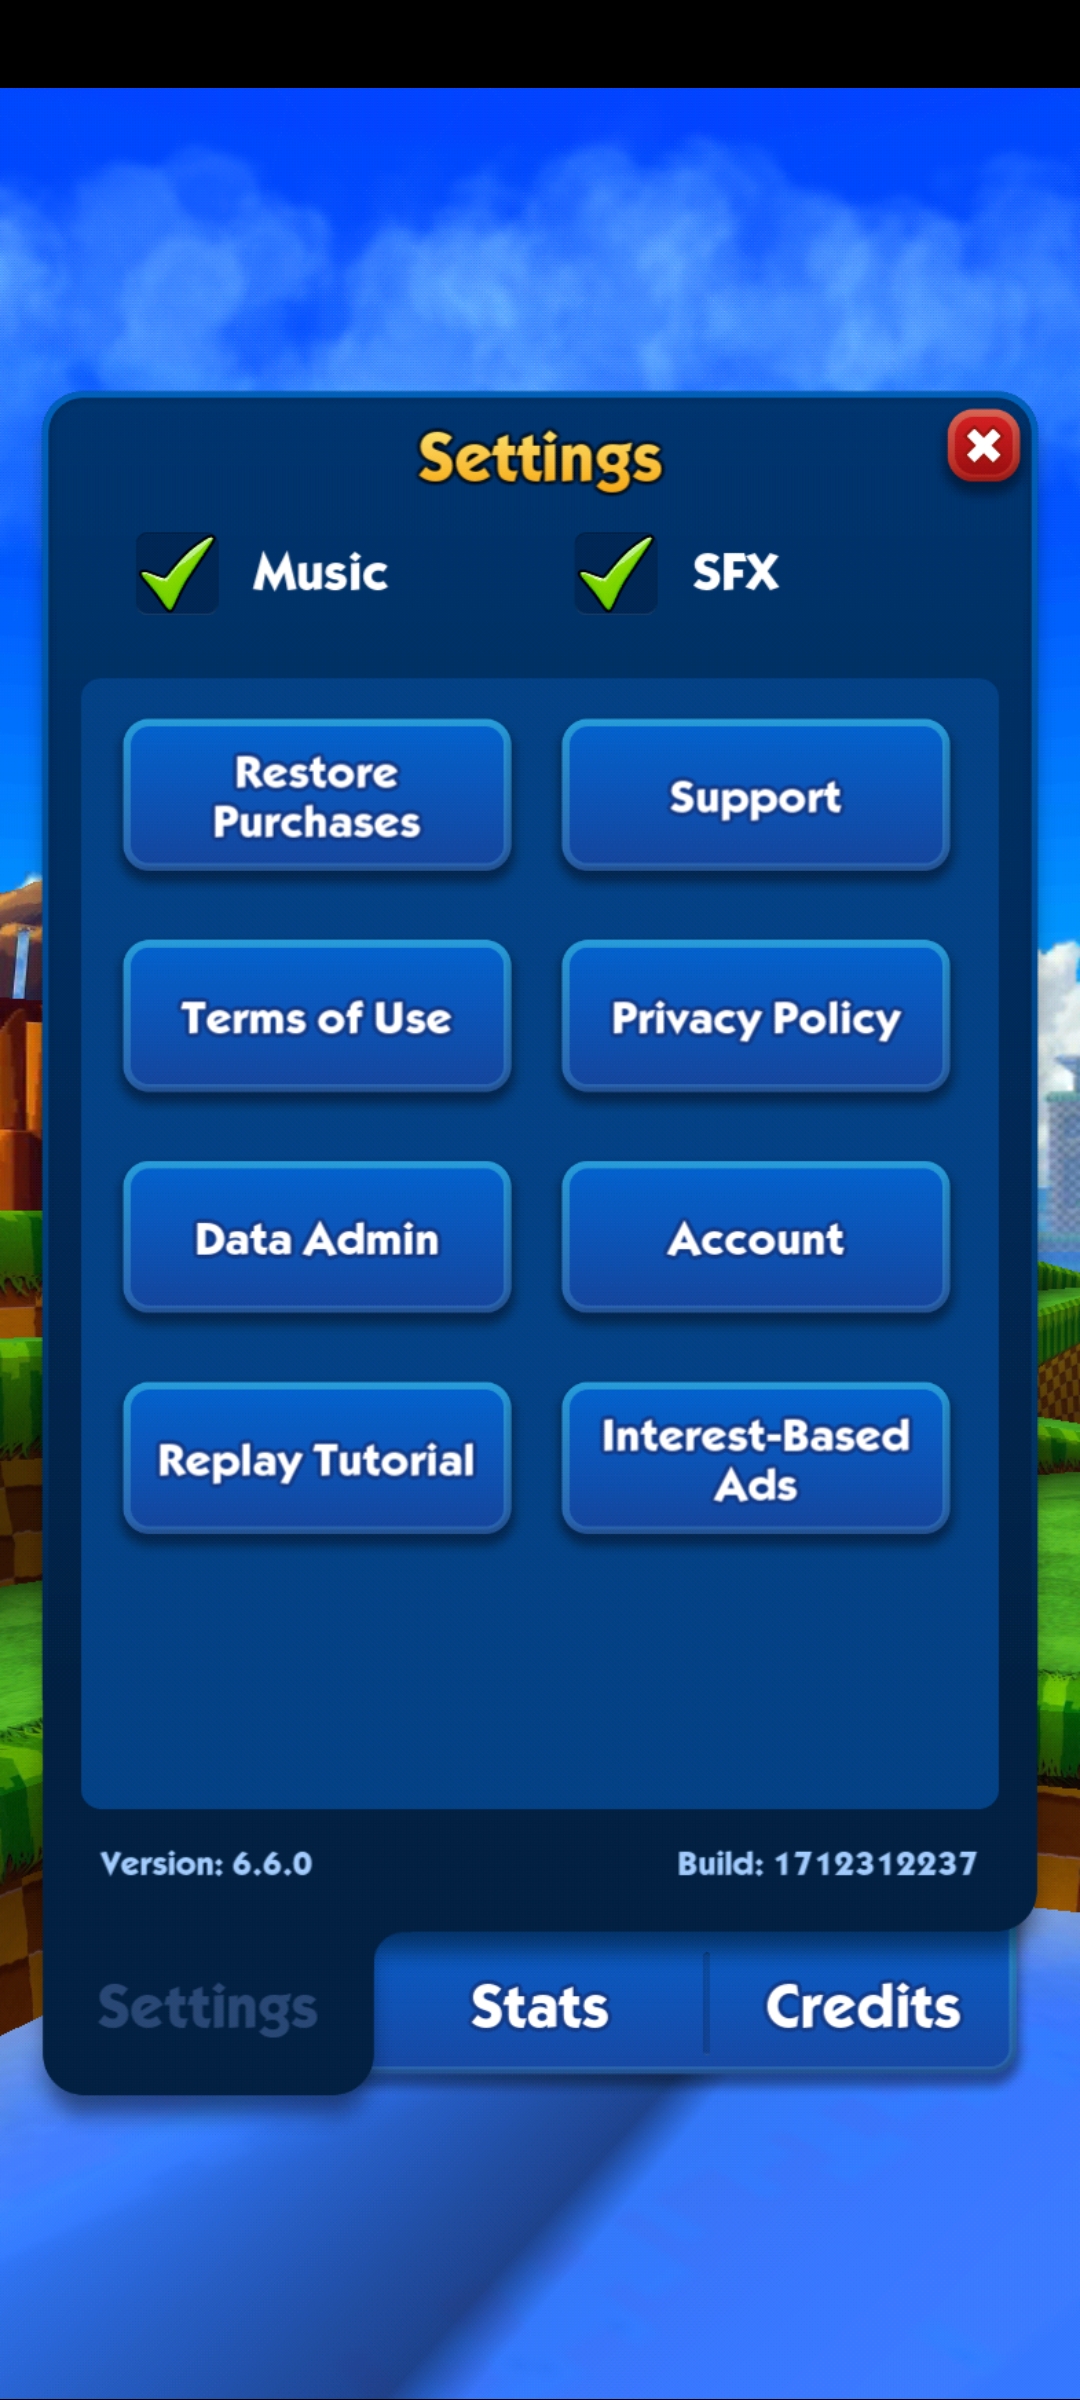 Settings
Music
SFX
Restore
Purchases
Support
Terms of Use
Privacy Policy
Data Admin
Account
Replay Tutorial
Interest-Based
Ads
Version: 6.6.0
Build: 1712312237
Settings
Stats
Credits